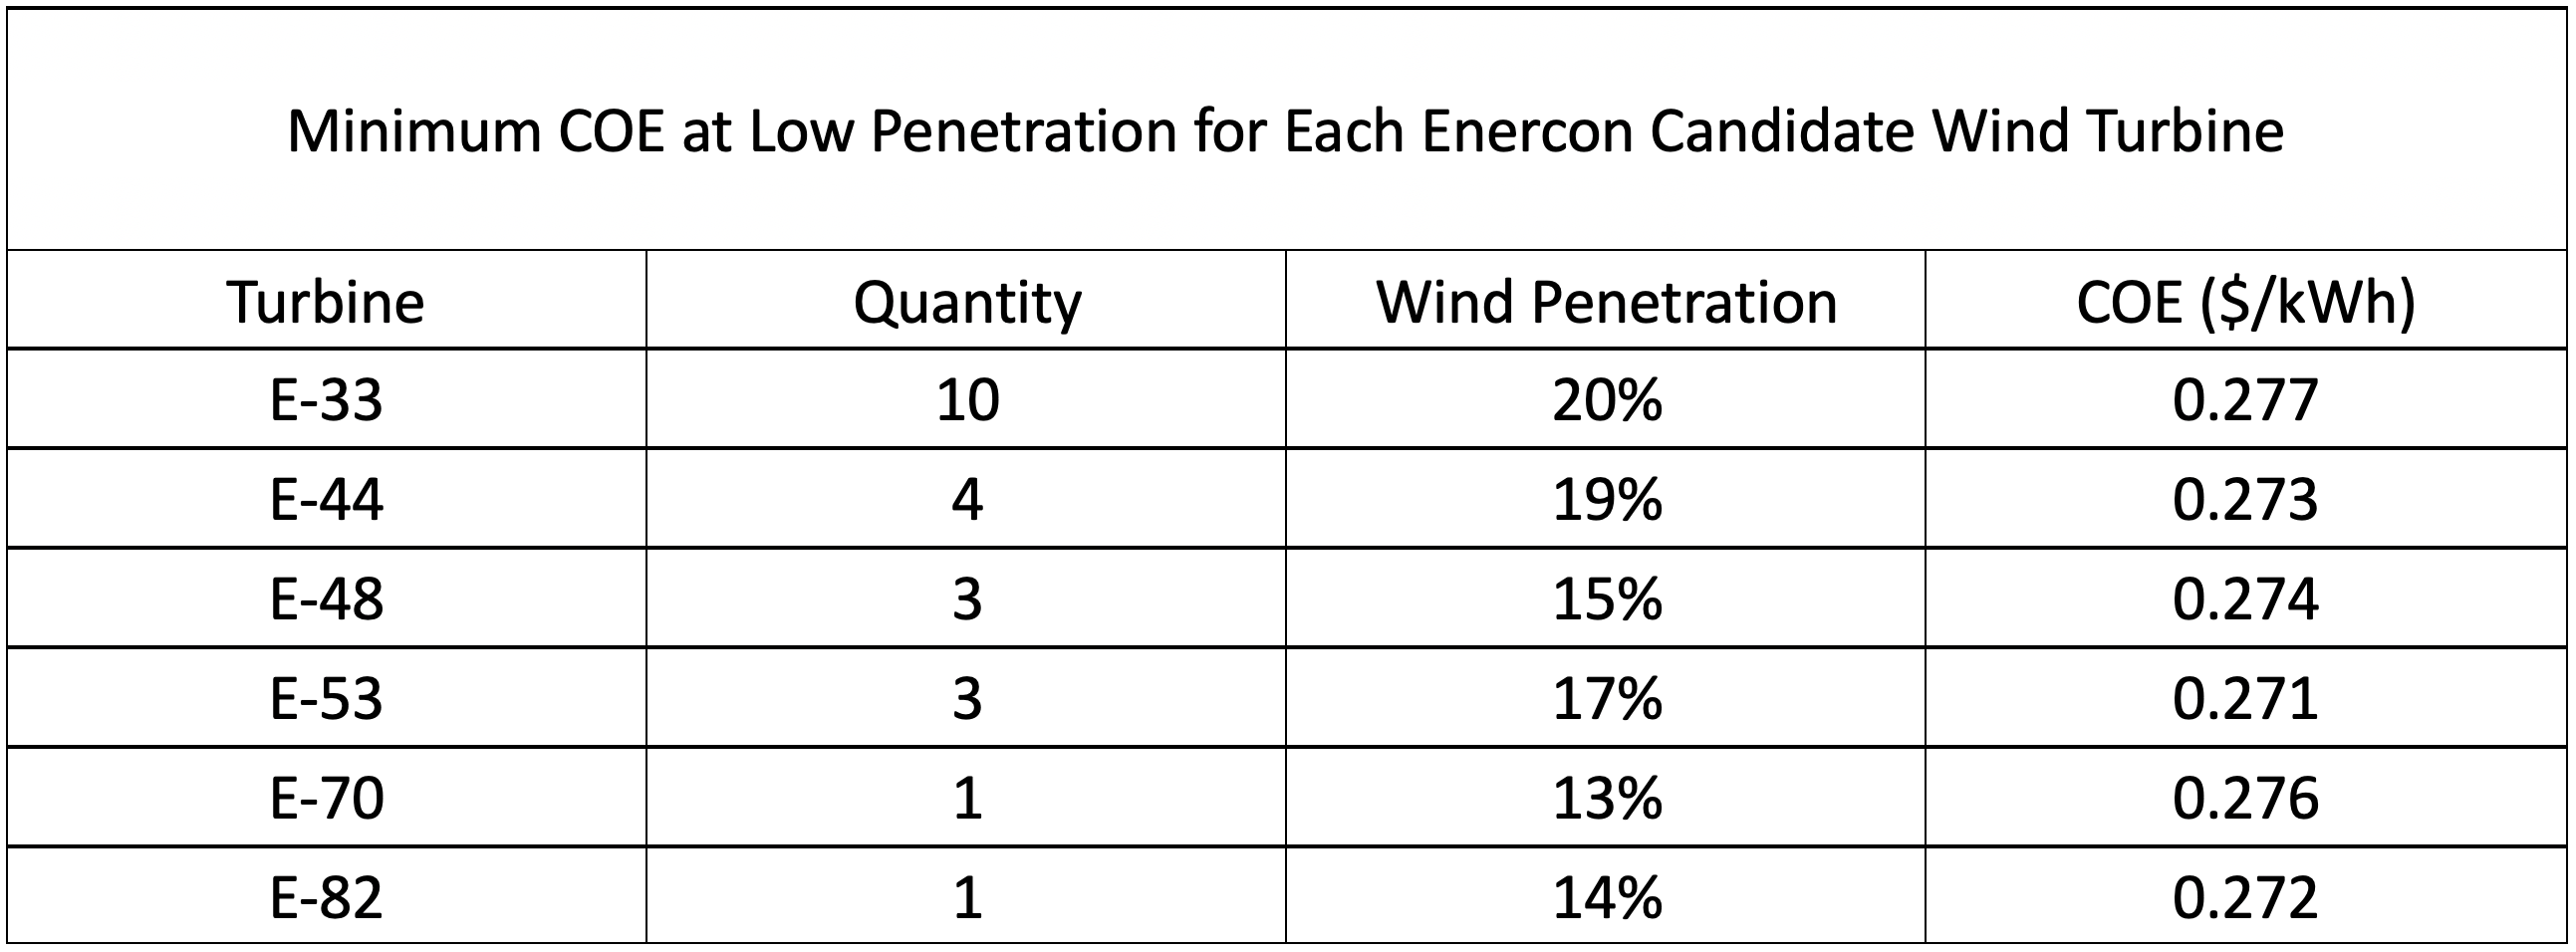 Minimum COE at Low Penetration for Each Enercon Candidate Wind Turbine
Turbine Quantity Wind Penetration COE ($/kWh)
E-33 10 20% 0.277
E-44 4 19% 0.273
E-48 3 15% 0.274
E-53 3 17% 0.271
E-70 1 13% 0.276
E-82 1 14% 0.272